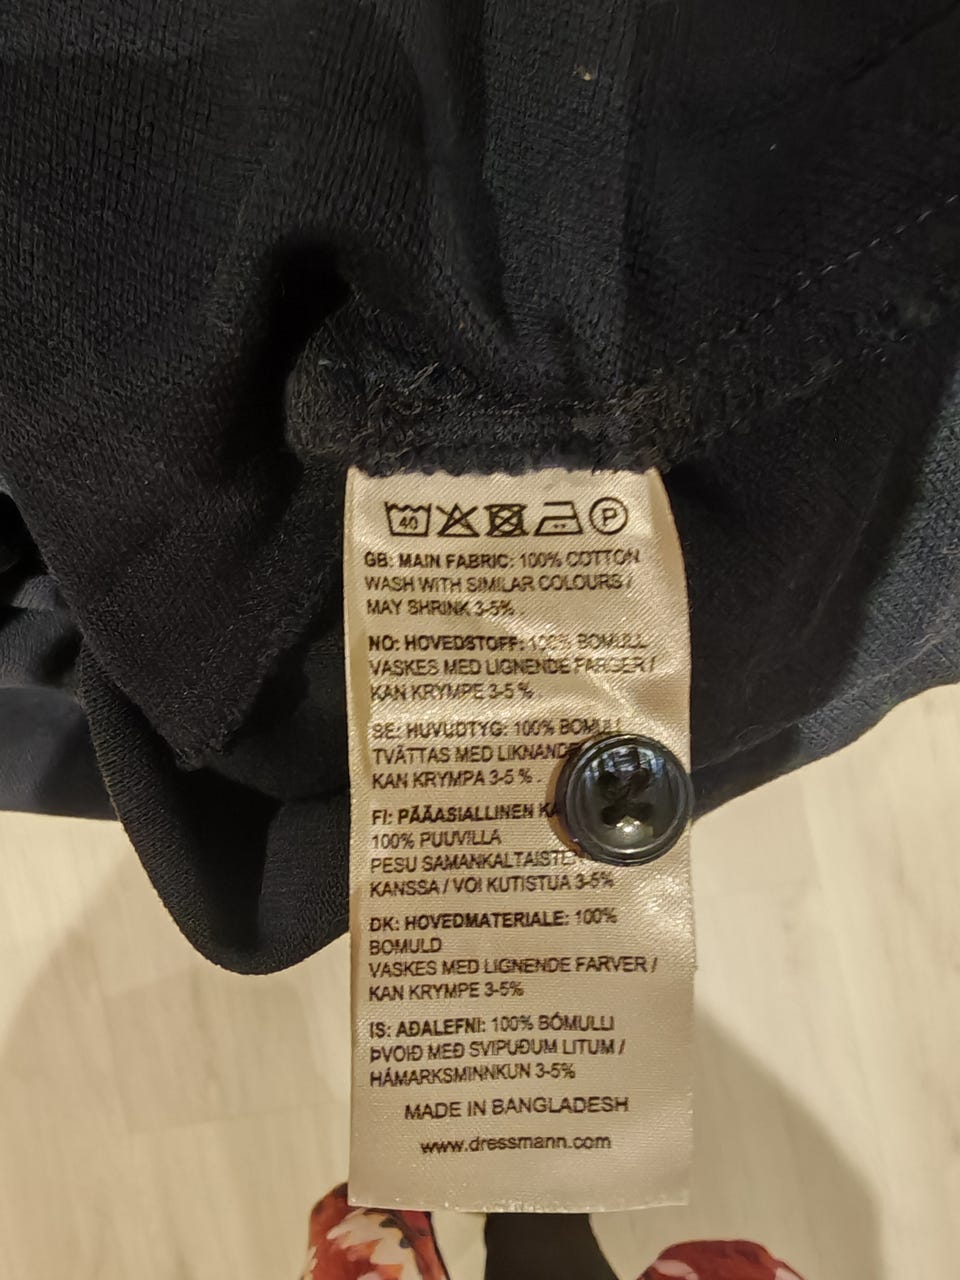 40 P
GB: MAIN FABRIC: 100% COTTON
WASH WITH SIMILAR COLOURS /
MAY SHRINK 3-5% .
NO: HOVEDSTOFF: 100% BOMULL
VASKES MED LIGNENDE FARGER /
KAN KRYMPE 3-5 % .
SE: HUVUDTYG: 100% BOMULL
TVÄTTAS MED LIKNANDE
KAN KRYMPA 3-5 % .
FI: PÄÄASIALLINEN
100% PUUVILLA
PESU
KANSSA / VOI KUTISTUA 3-5%
DK: HOVEDMATERIALE: 100%
BOMULD
VASKES MED LIGNENDE FARVER /
KAN KRYMPE 3-5%
IS: AÐALEFNI: 100% BÓMULLI
ÞVOIÐ MEÐ SVIPUÐUM LITUM /
HÁMARKSMINNKUN 3-5%
MADE IN BANGLADESH
www.dressmann.com